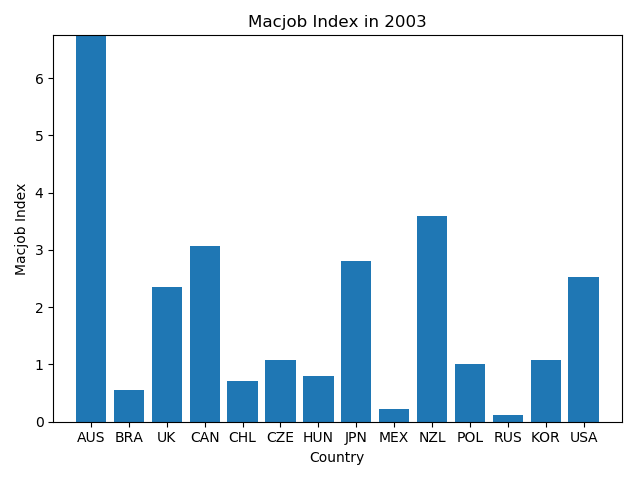 Macjob Index in 2003
Macjob Index
6
5
4
3
2
1
0
AUS BRA UK CAN CHL CZE HUN JPN MEX NZL POL RUS KOR USA
Country